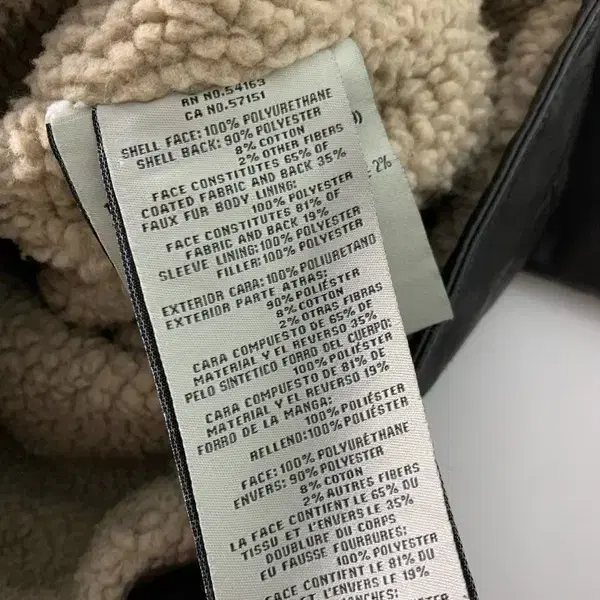 RN NO.54163
CA NO.57151
SHELL FACE: 100% POLYURETHANE
SHELL BACK: 90% POLYESTER
8% COTTON
2% OTHER FIBERS
FACE CONSTITUTES 65% OF
COATED FABRIC AND BACK 35%
FAUX FUR BODY LINING:
100% POLYESTER
FACE CONSTITUTES 81% OF
FABRIC AND BACK 19%
SLEEVE LINING: 100% POLYESTER
FILLER: 100% POLYESTER
EXTERIOR CARA: 100% POLIURETANO
EXTERIOR PARTE ATRAS:
90% POLIÉSTER
8% COTTON
2% OTRAS FIBRAS
CARA COMPUESTO DE 65% DE
MATERIAL Y EL REVERSO 35%
PELO SINTETICO FORRO DEL CUERPO:
100% POLIÉSTER
CARA COMPUESTO DE 81% DE
MATERIAL Y EL REVERSO 19%
FORRO DE LA MANGA:
100% POLIÉSTER
RELLENO: 100% POLIÉSTER
FACE: 100% POLYURÉTHANE
ENVERS: 90% POLYESTER
8% COTON
2% AUTRES FIBERS
LA FACE CONTIENT LE 65% DU
TISSU ET L'ENVERS LE 35%
DOUBLURE DU CORPS
EU FAUSSE FOURRURES:
100% POLYESTER
FACE CONTIENT LE 81% DU
ET L'ENVERS LE 19%
2%